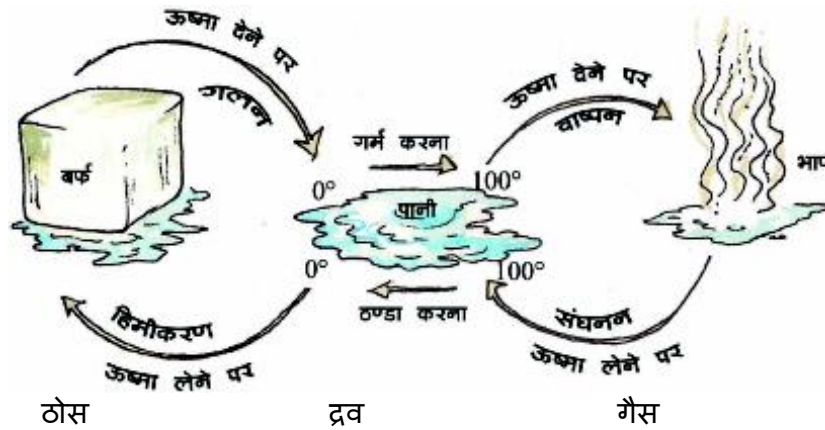 ऊष्मा देने पर
गलन
बर्फ
गर्म करना
0°
100°
पानी
0°
100°
ठण्डा करना
ऊष्मा देने पर
वाष्पन
भाप
हिमीकरण
ऊष्मा लेने पर
संघनन
ऊष्मा लेने पर
ठोस
द्रव
गैस